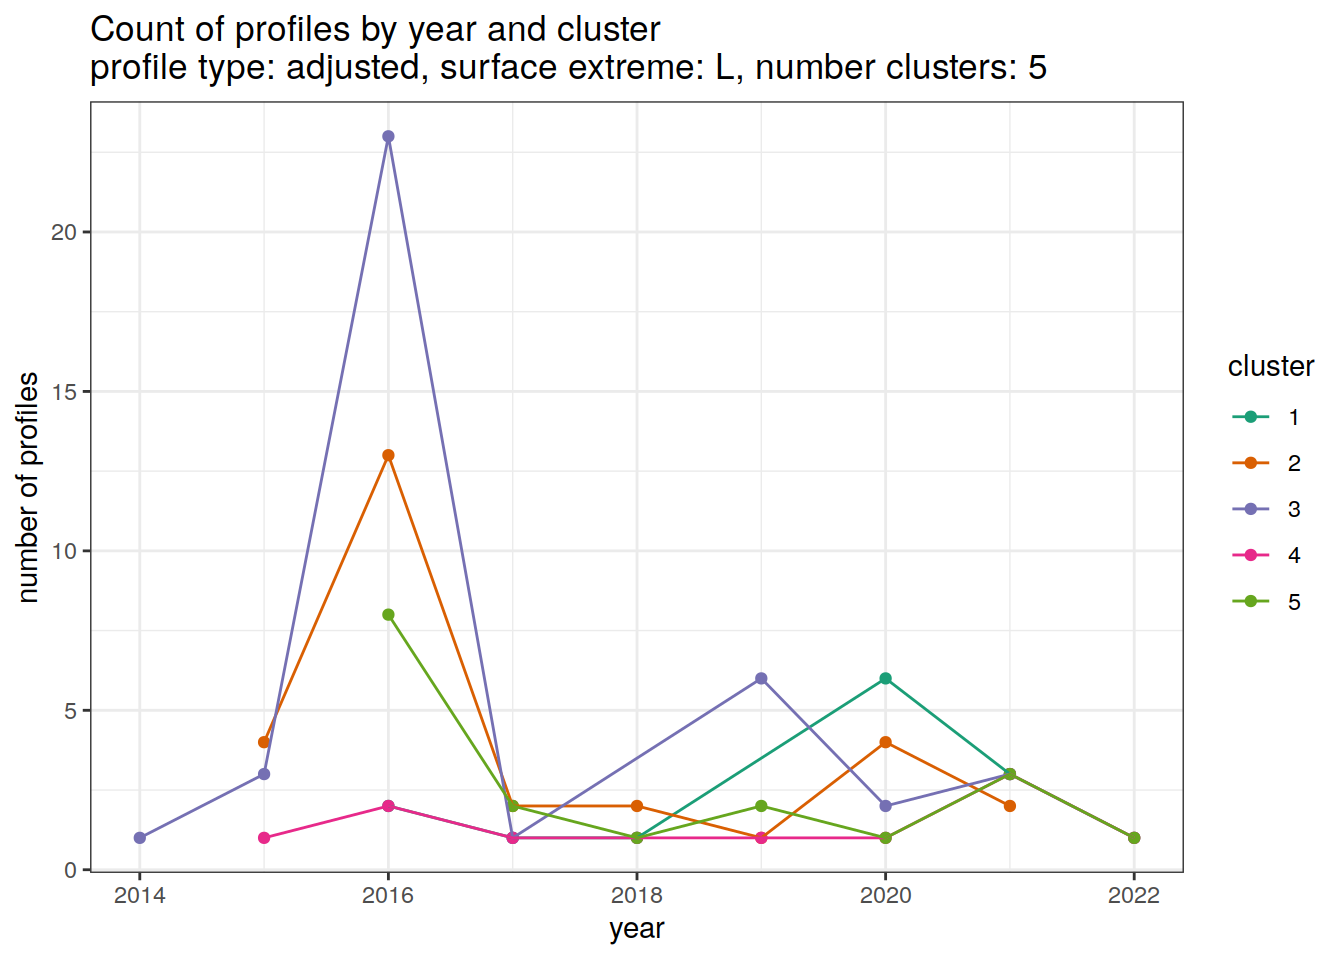 Count of profiles by year and cluster
profile type: adjusted, surface extreme: L, number clusters: 5
number of profiles
20
15
10
5
0
2014 2016 2018 2020 2022
year
cluster
1
2
3
4
5